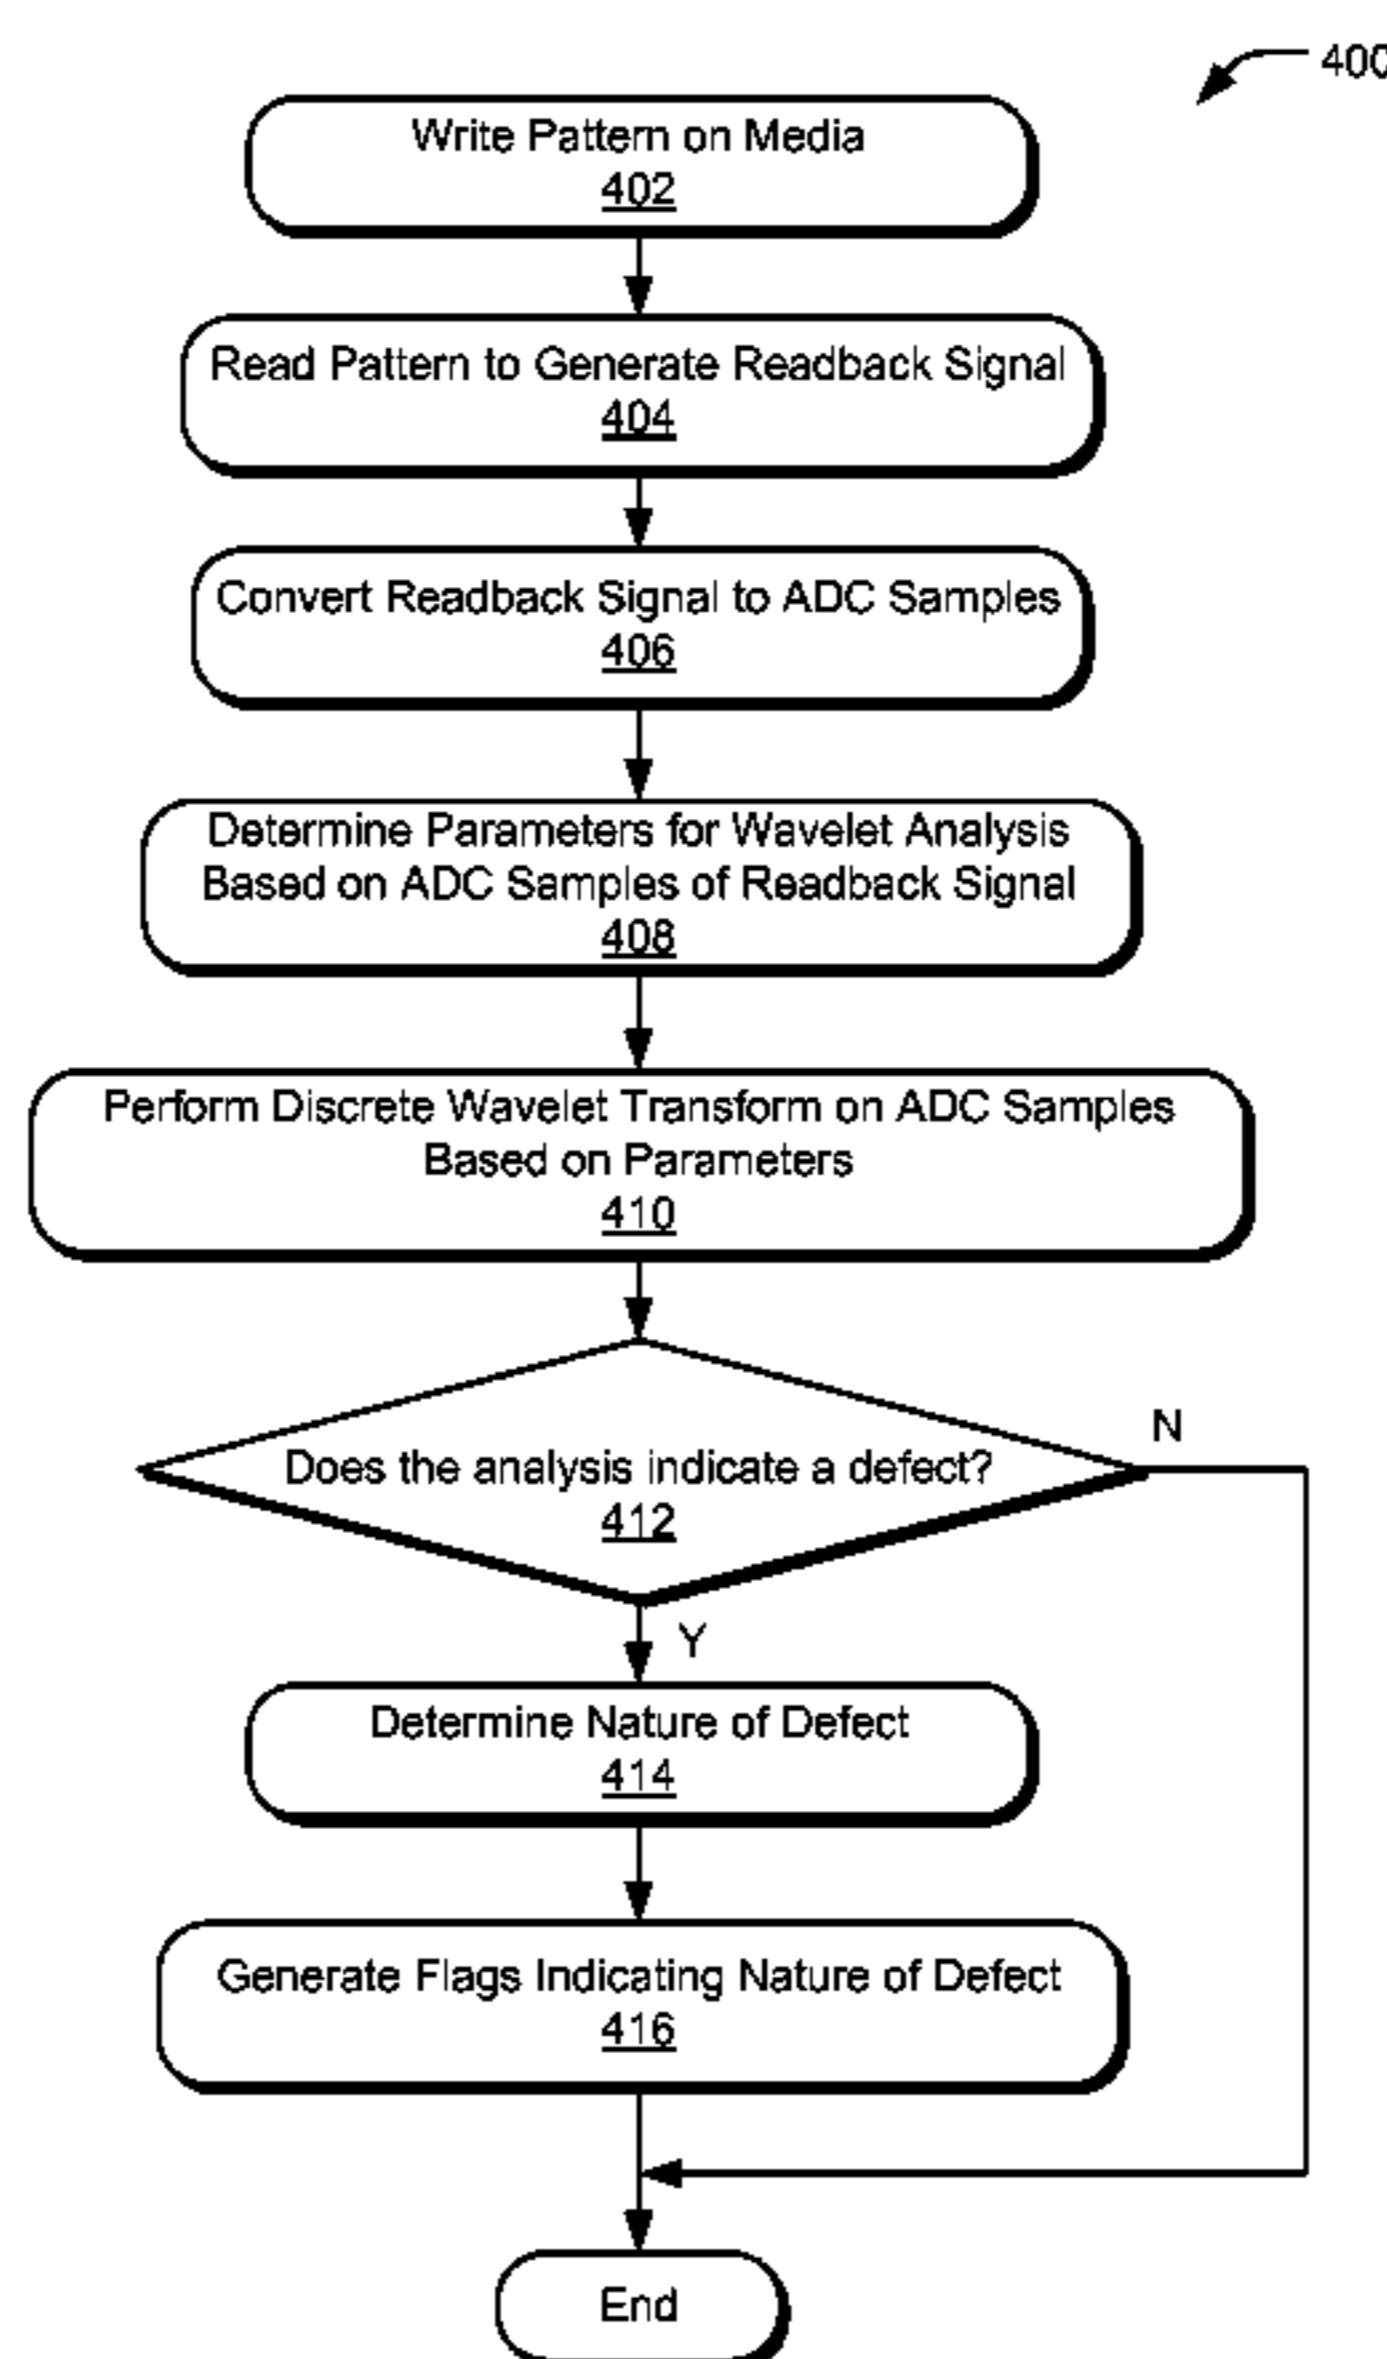 400
Write Pattern on Media
402
Read Pattern to Generate Readback Signal
404
Convert Readback Signal to ADC Samples
406
Determine Parameters for Wavelet Analysis
Based on ADC Samples of Readback Signal
408
Perform Discrete Wavelet Transform on ADC Samples
Based on Parameters
410
N
Does the analysis indicate a defect?
412
Y
Determine Nature of Defect
414
Generate Flags Indicating Nature of Defect
416
End